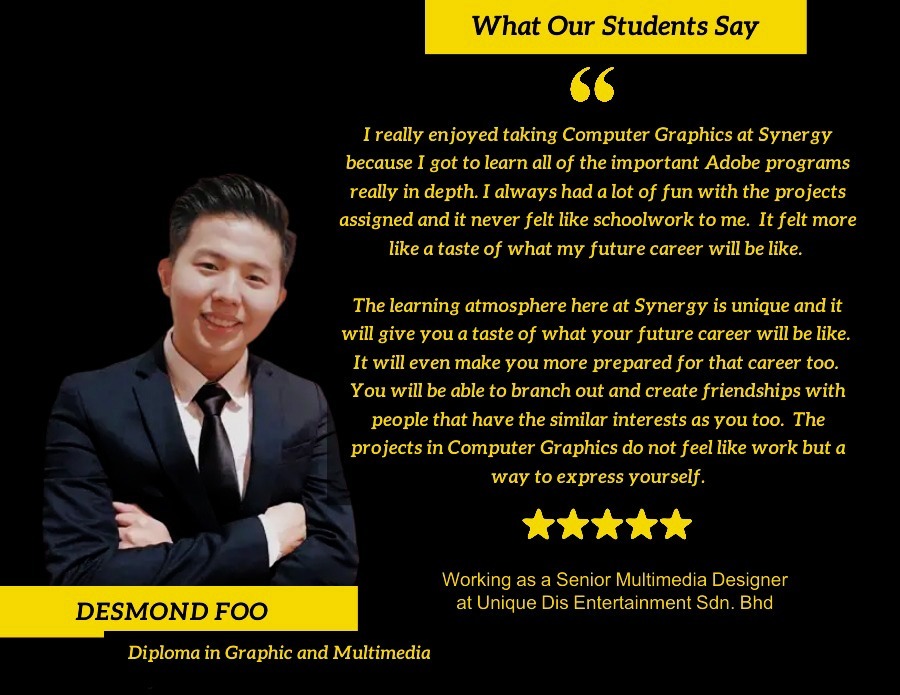 What Our Students Say
“
I really enjoyed taking Computer Graphics at Synergy
because I got to learn all of the important Adobe programs
really in depth. I always had a lot of fun with the projects
assigned and it never felt like schoolwork to me.  It felt more
like a taste of what my future career will be like.
The learning atmosphere here at Synergy is unique and it
will give you a taste of what your future career will be like.
It will even make you more prepared for that career too.
You will be able to branch out and create friendships with
people that have the similar interests as you too.  The
projects in Computer Graphics do not feel like work but a
way to express yourself.
Working as a Senior Multimedia Designer
at Unique Dis Entertainment Sdn. Bhd
DESMOND FOO
Diploma in Graphic and Multimedia